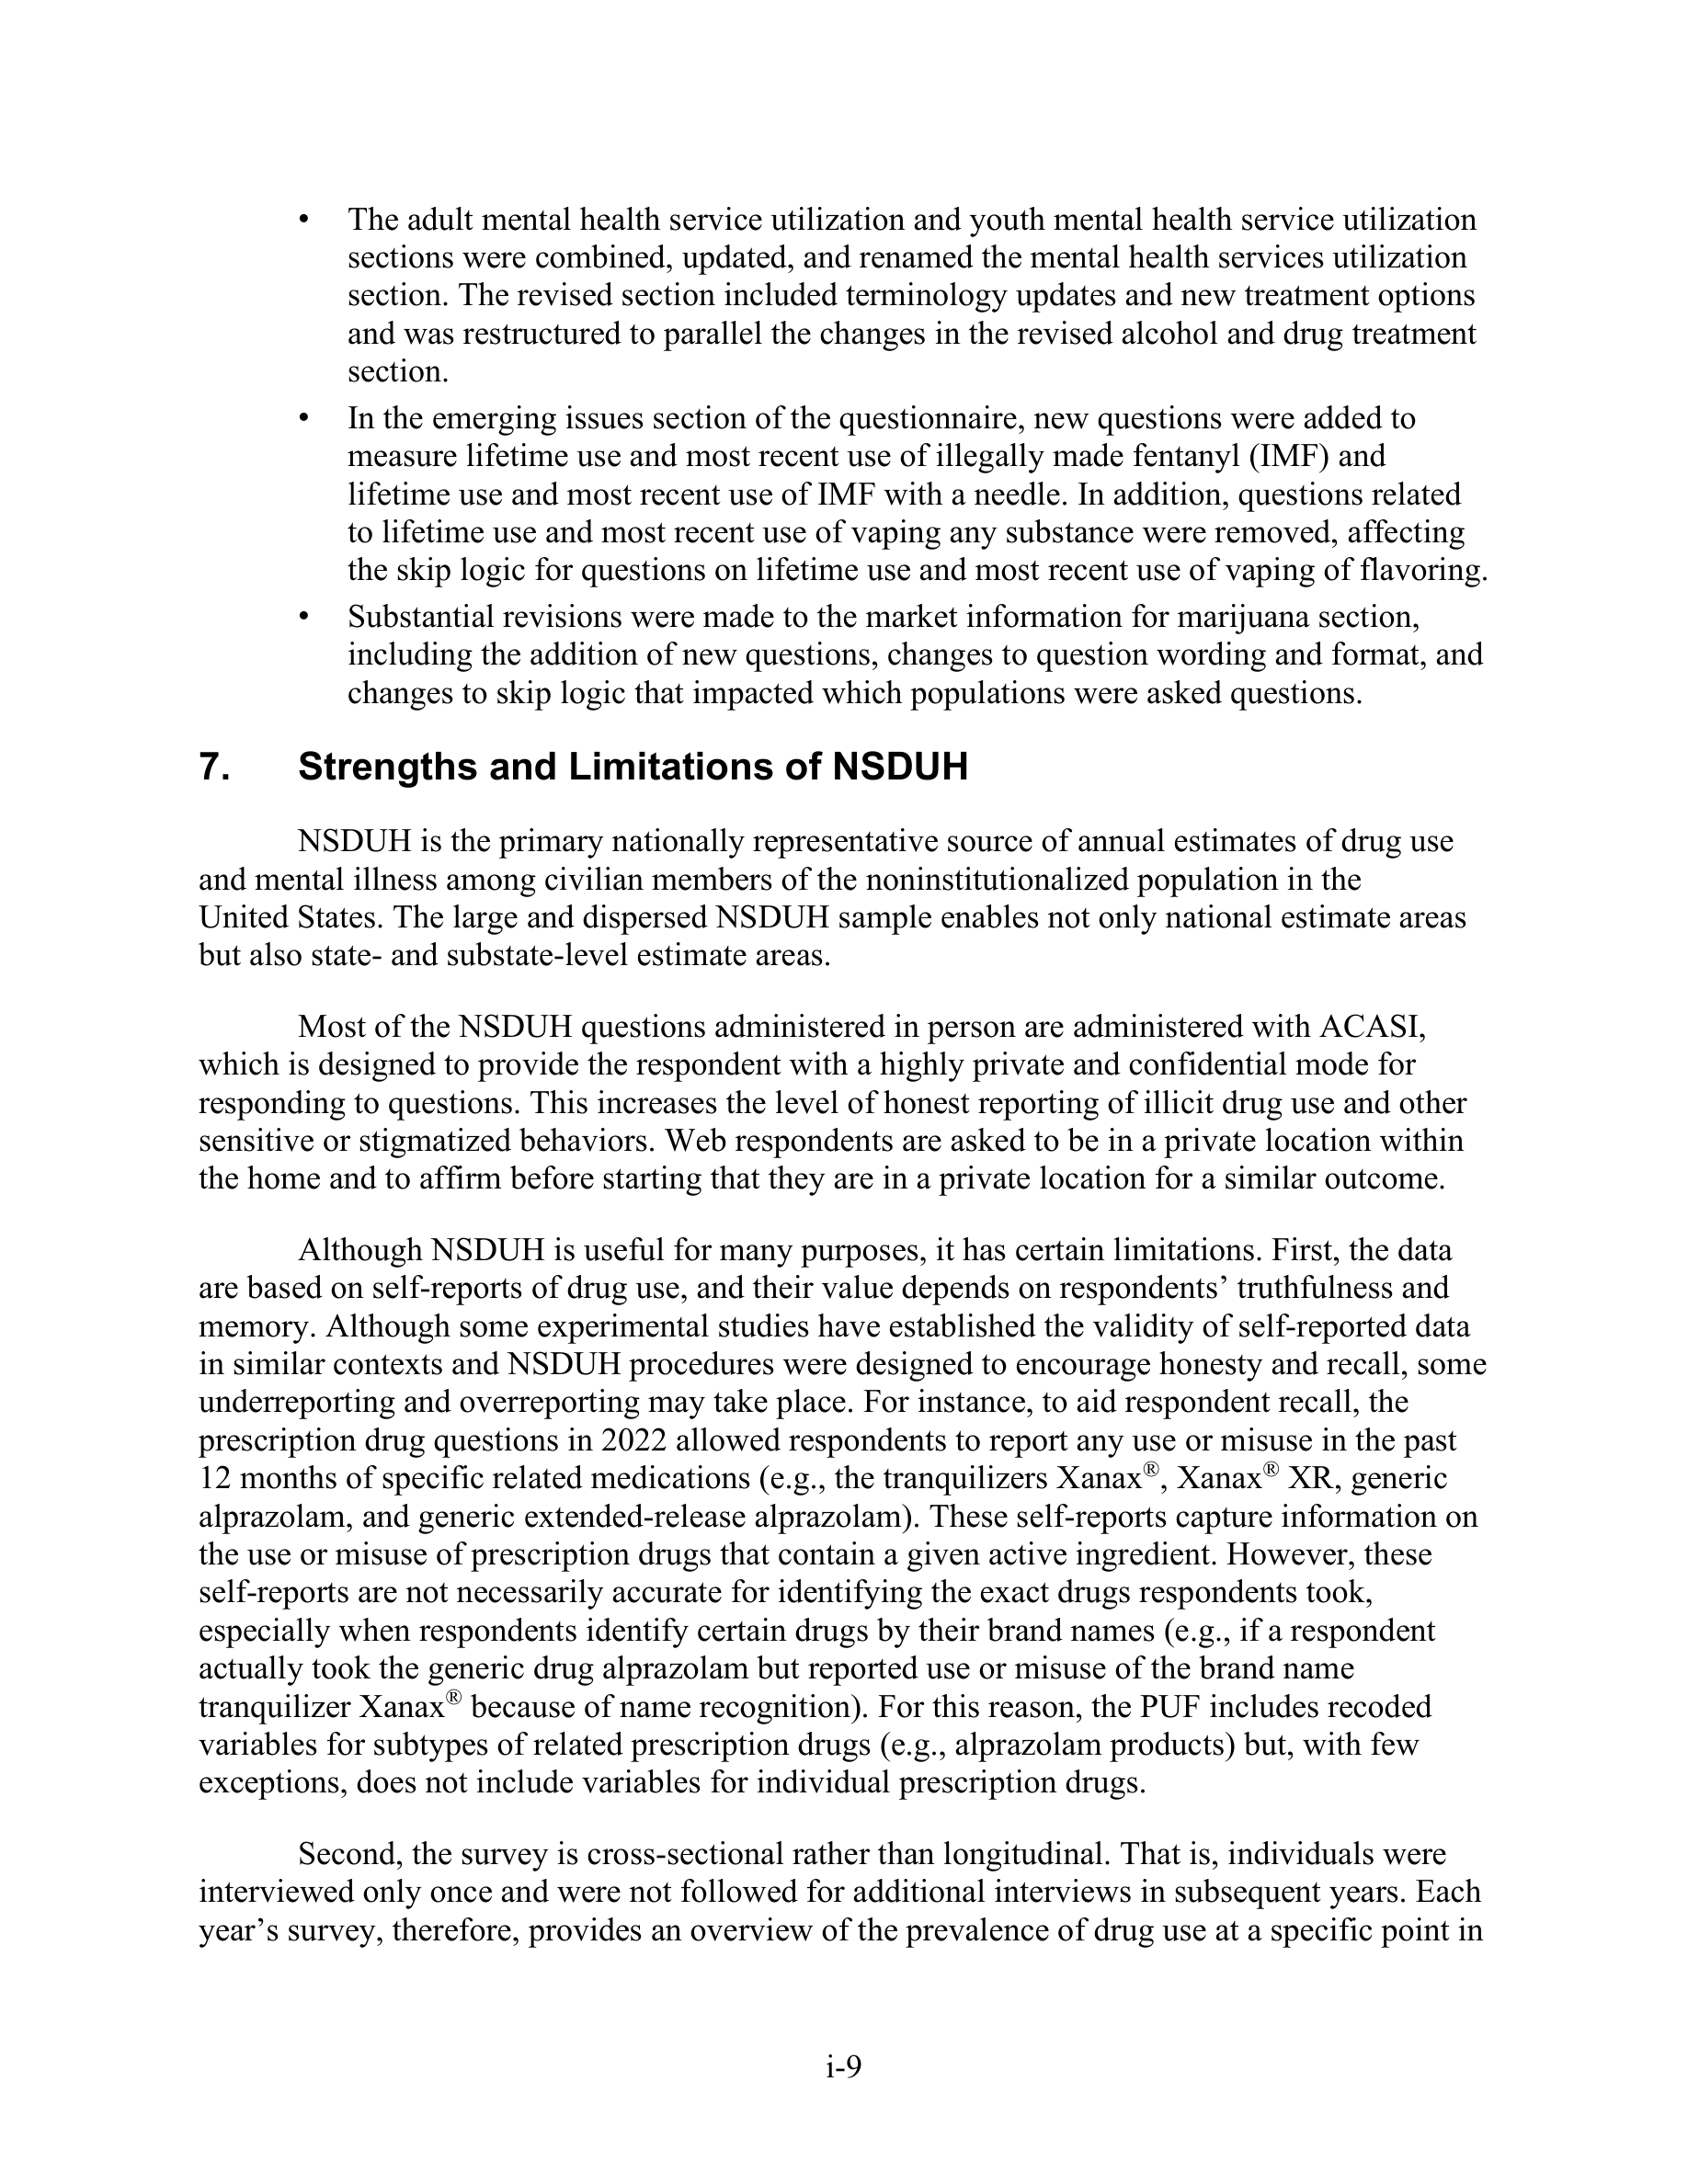 • The adult mental health service utilization and youth mental health service utilization
sections were combined, updated, and renamed the mental health services utilization
section. The revised section included terminology updates and new treatment options
and was restructured to parallel the changes in the revised alcohol and drug treatment
section.
• In the emerging issues section of the questionnaire, new questions were added to
measure lifetime use and most recent use of illegally made fentanyl (IMF) and
lifetime use and most recent use of IMF with a needle. In addition, questions related
to lifetime use and most recent use of vaping any substance were removed, affecting
the skip logic for questions on lifetime use and most recent use of vaping of flavoring.
• Substantial revisions were made to the market information for marijuana section,
including the addition of new questions, changes to question wording and format, and
changes to skip logic that impacted which populations were asked questions.
7. Strengths and Limitations of NSDUH
NSDUH is the primary nationally representative source of annual estimates of drug use
and mental illness among civilian members of the noninstitutionalized population in the
United States. The large and dispersed NSDUH sample enables not only national estimate areas
but also state- and substate-level estimate areas.
Most of the NSDUH questions administered in person are administered with ACASI,
which is designed to provide the respondent with a highly private and confidential mode for
responding to questions. This increases the level of honest reporting of illicit drug use and other
sensitive or stigmatized behaviors. Web respondents are asked to be in a private location within
the home and to affirm before starting that they are in a private location for a similar outcome.
Although NSDUH is useful for many purposes, it has certain limitations. First, the data
are based on self-reports of drug use, and their value depends on respondents’ truthfulness and
memory. Although some experimental studies have established the validity of self-reported data
in similar contexts and NSDUH procedures were designed to encourage honesty and recall, some
underreporting and overreporting may take place. For instance, to aid respondent recall, the
prescription drug questions in 2022 allowed respondents to report any use or misuse in the past
12 months of specific related medications (e.g., the tranquilizers Xanax®, Xanax® XR, generic
alprazolam, and generic extended-release alprazolam). These self-reports capture information on
the use or misuse of prescription drugs that contain a given active ingredient. However, these
self-reports are not necessarily accurate for identifying the exact drugs respondents took,
especially when respondents identify certain drugs by their brand names (e.g., if a respondent
actually took the generic drug alprazolam but reported use or misuse of the brand name
tranquilizer Xanax® because of name recognition). For this reason, the PUF includes recoded
variables for subtypes of related prescription drugs (e.g., alprazolam products) but, with few
exceptions, does not include variables for individual prescription drugs.
Second, the survey is cross-sectional rather than longitudinal. That is, individuals were
interviewed only once and were not followed for additional interviews in subsequent years. Each
year’s survey, therefore, provides an overview of the prevalence of drug use at a specific point in
i-9